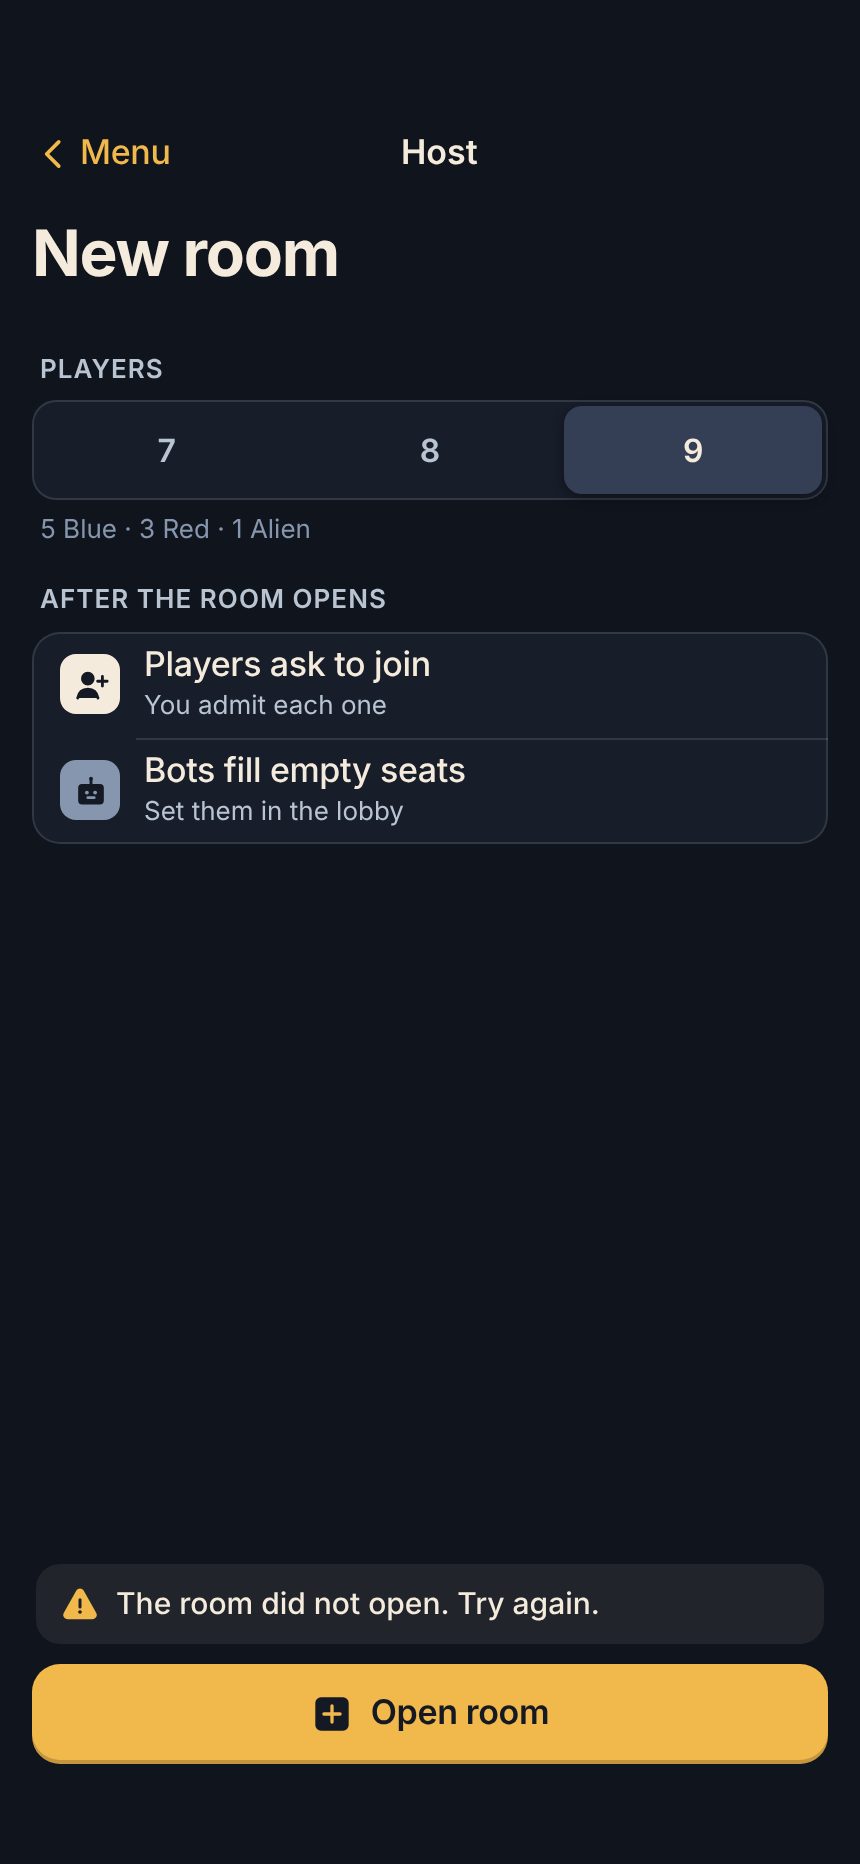 Menu
Host
New room
PLAYERS
7 8 9
5 Blue · 3 Red · 1 Alien
AFTER THE ROOM OPENS
Players ask to join
You admit each one
Bots fill empty seats
Set them in the lobby
The room did not open. Try again.
Open room